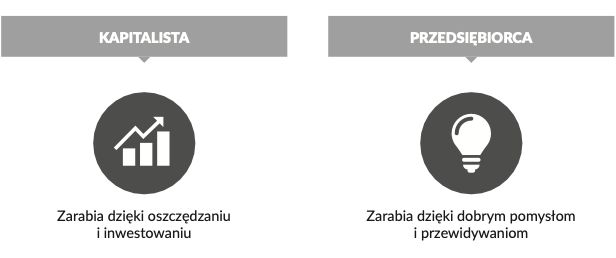 KAPITALISTA
PRZEDSIĘBIORCA
Zarabia dzięki oszczędzaniu
i inwestowaniu
Zarabia dzięki dobrym pomysłom
i przewidywaniom